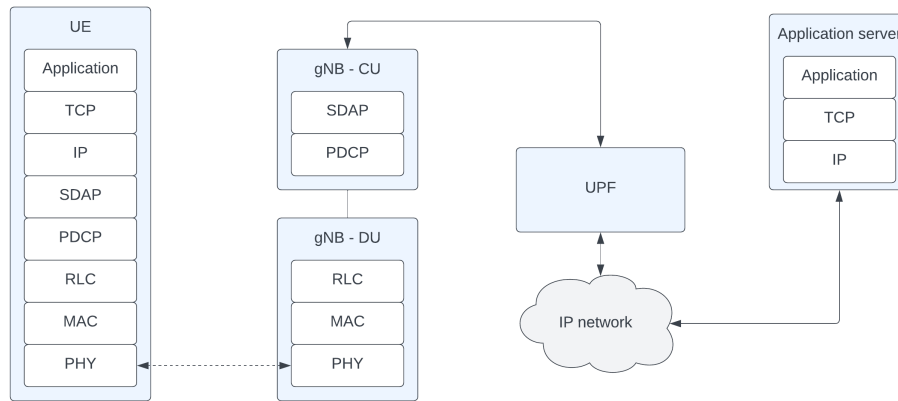 UE
Application
TCP
IP
SDAP
PDCP
RLC
MAC
PHY
gNB - CU
SDAP
PDCP
gNB - DU
RLC
MAC
PHY
UPF
IP network
Application server
Application
TCP
IP